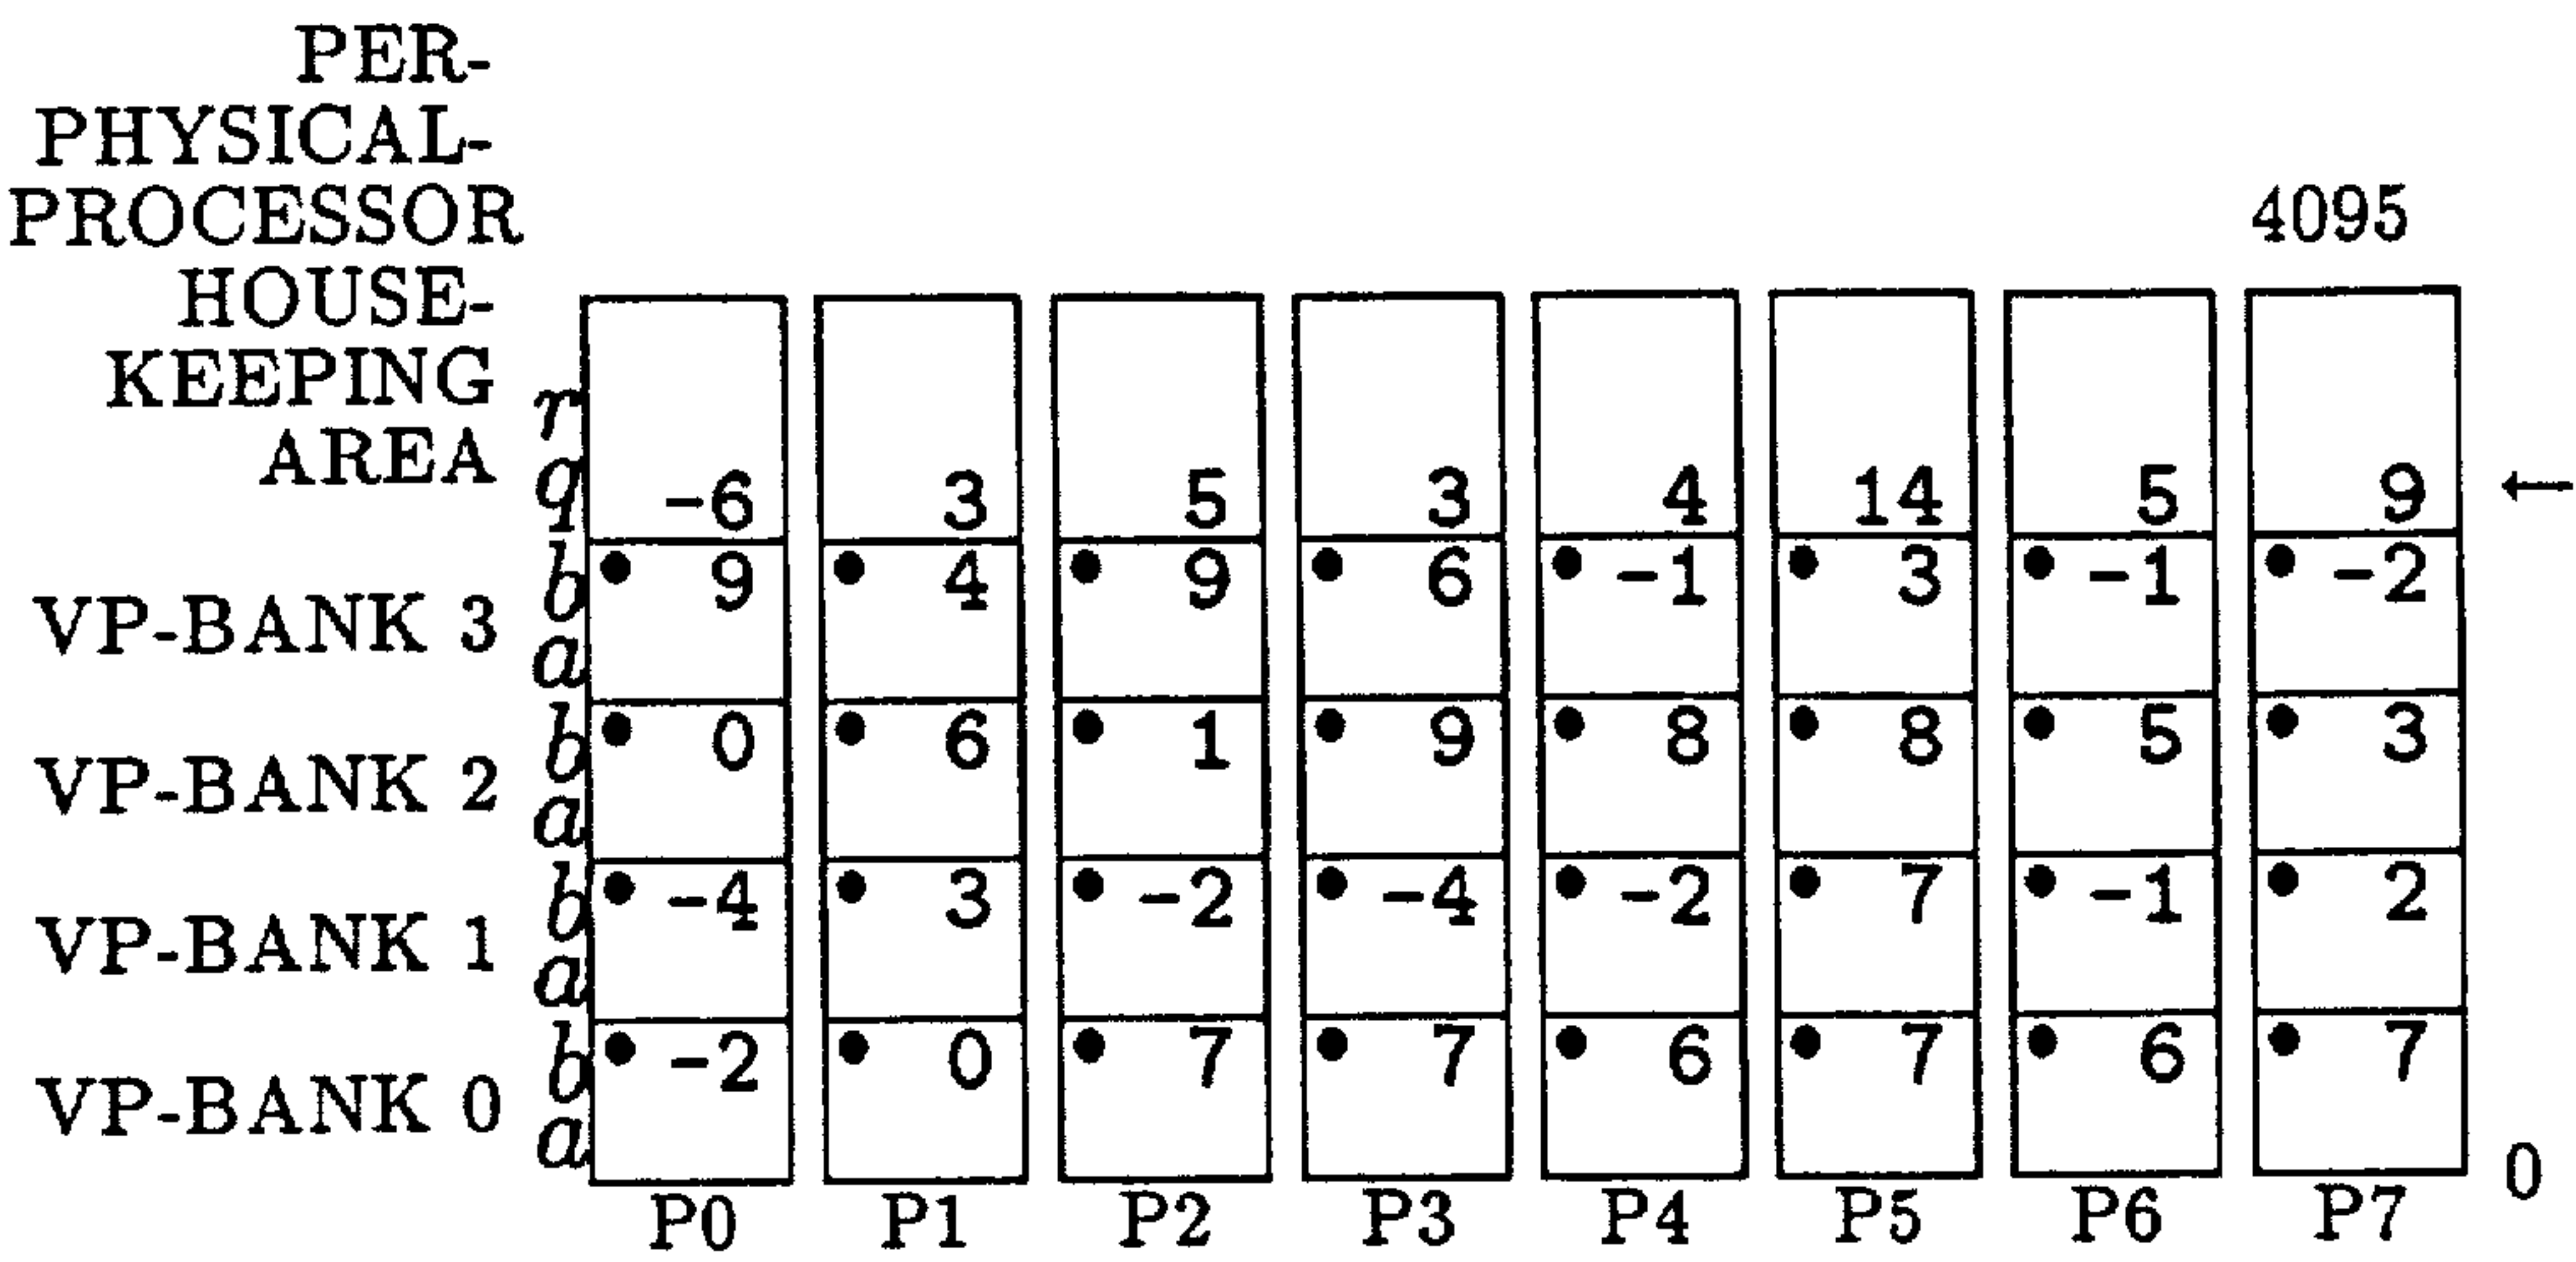 PER-
PHYSICAL-
PROCESSOR 4095
HOUSE-
KEEPING r
AREA q -6 3 5 3 4 14 5 9 ←
b 9 4 9 6 -1 3 -1 -2
VP-BANK 3
a
b 0 6 1 9 8 8 5 3
VP-BANK 2
a
b -4 3 -2 -4 -2 7 -1 2
VP-BANK 1
a
b -2 0 7 7 6 7 6 7
VP-BANK 0
a 0
P0 P1 P2 P3 P4 P5 P6 P7